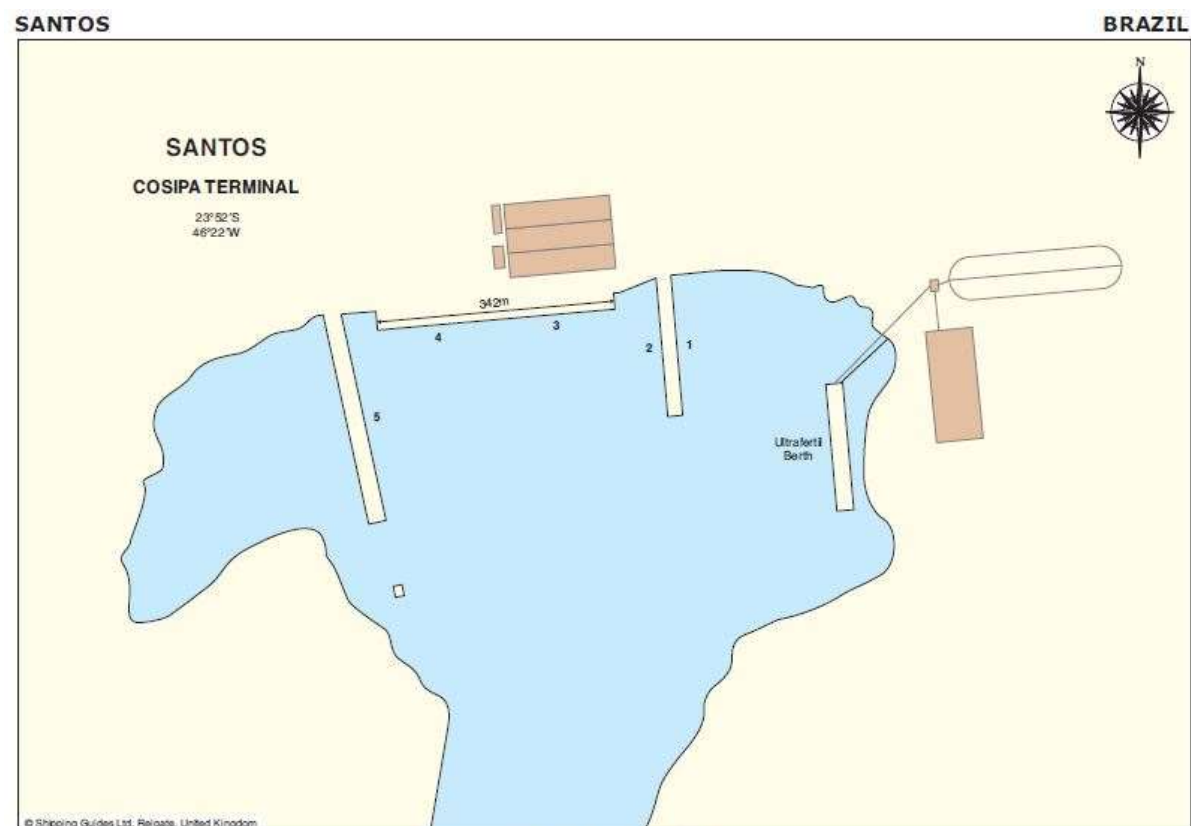 SANTOS
BRAZIL
N
SANTOS
COSIPA TERMINAL
23°52'S
46°22'W
342m
4
3
2
1
5
Ultrafertil
Berth
© Shipping Guides Ltd, Reigate, United Kingdom